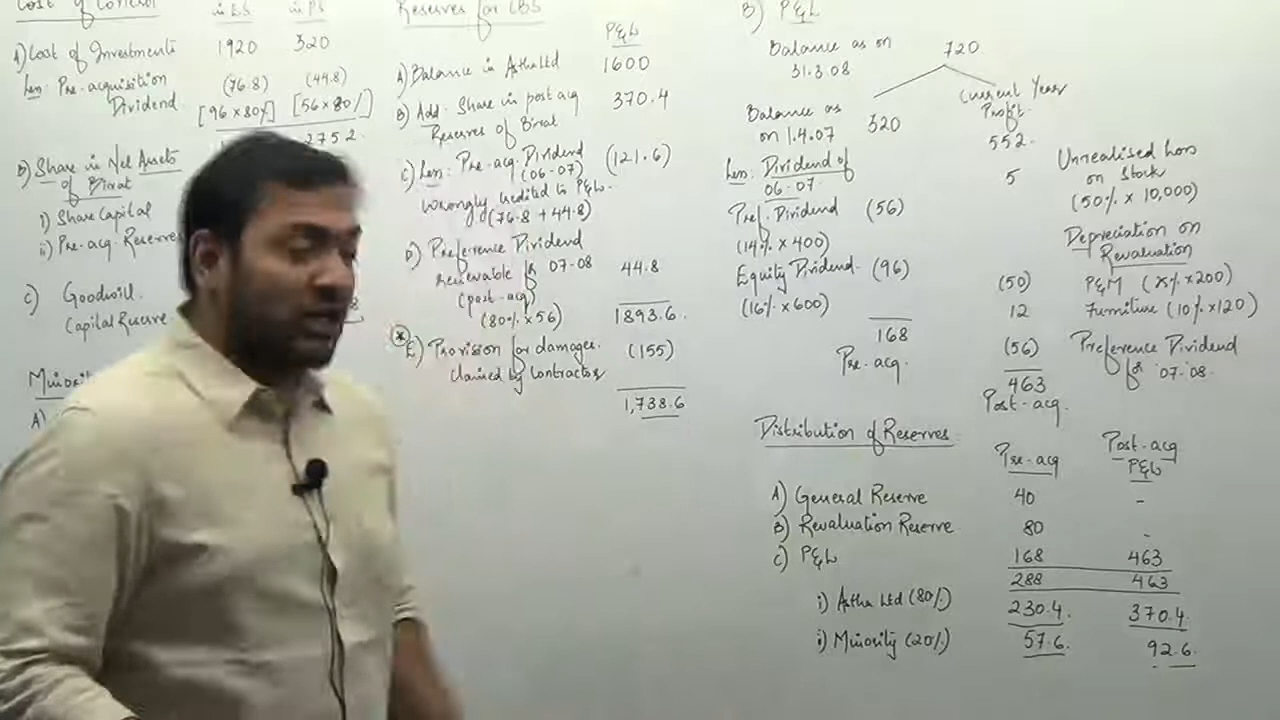 Cost of Control
in ES
in PS
A) Cost of Investments 1920 320
Less: Pre-acquisition (76.8) (44.8)
Dividend [96 x 80%] [56 x 80%]
275.2
B) Share in Net Assets
of Birat
i) Share Capital
ii) Pre-acq. Reserves
C) Goodwill
Capital Reserve
A)
Reserves for CBS
P&L
A) Balance in Astha Ltd 1600
B) Add: Share in post acq 370.4
Reserves of Birat
C) Less: Pre-acq. Dividend (121.6)
(06-07)
wrongly credited to P&L.
(76.8 + 44.8)
D) Preference Dividend
receivable for 07-08 44.8
(post-acq)
(80% x 56) 1893.6.
* E) Provision for damages. (155)
claimed by contractor
1,738.6
B) P&L
Balance as on 720
31.3.08
Balance as
on 1.4.07 320
Current Year
Profit
552.
Less: Dividend of
06-07
Pref. Dividend (56)
(14% x 400)
Equity Dividend (96)
(16% x 600)
168
Pre-acq.
5 Unrealised Loss
on Stock
(50% x 10,000)
Depreciation on
Revaluation
(50) P&M (25% x 200)
12 Furniture (10% x 120)
(56) Preference Dividend
for '07-'08.
463
Post-acq.
Distribution of Reserves
Pre-acq Post-acq
P&L
A) General Reserve 40 -
B) Revaluation Reserve 80 -
C) P&L 168 463
288 463
i) Astha Ltd (80%) 230.4. 370.4
i) Minority (20%) 57.6. 92.6.